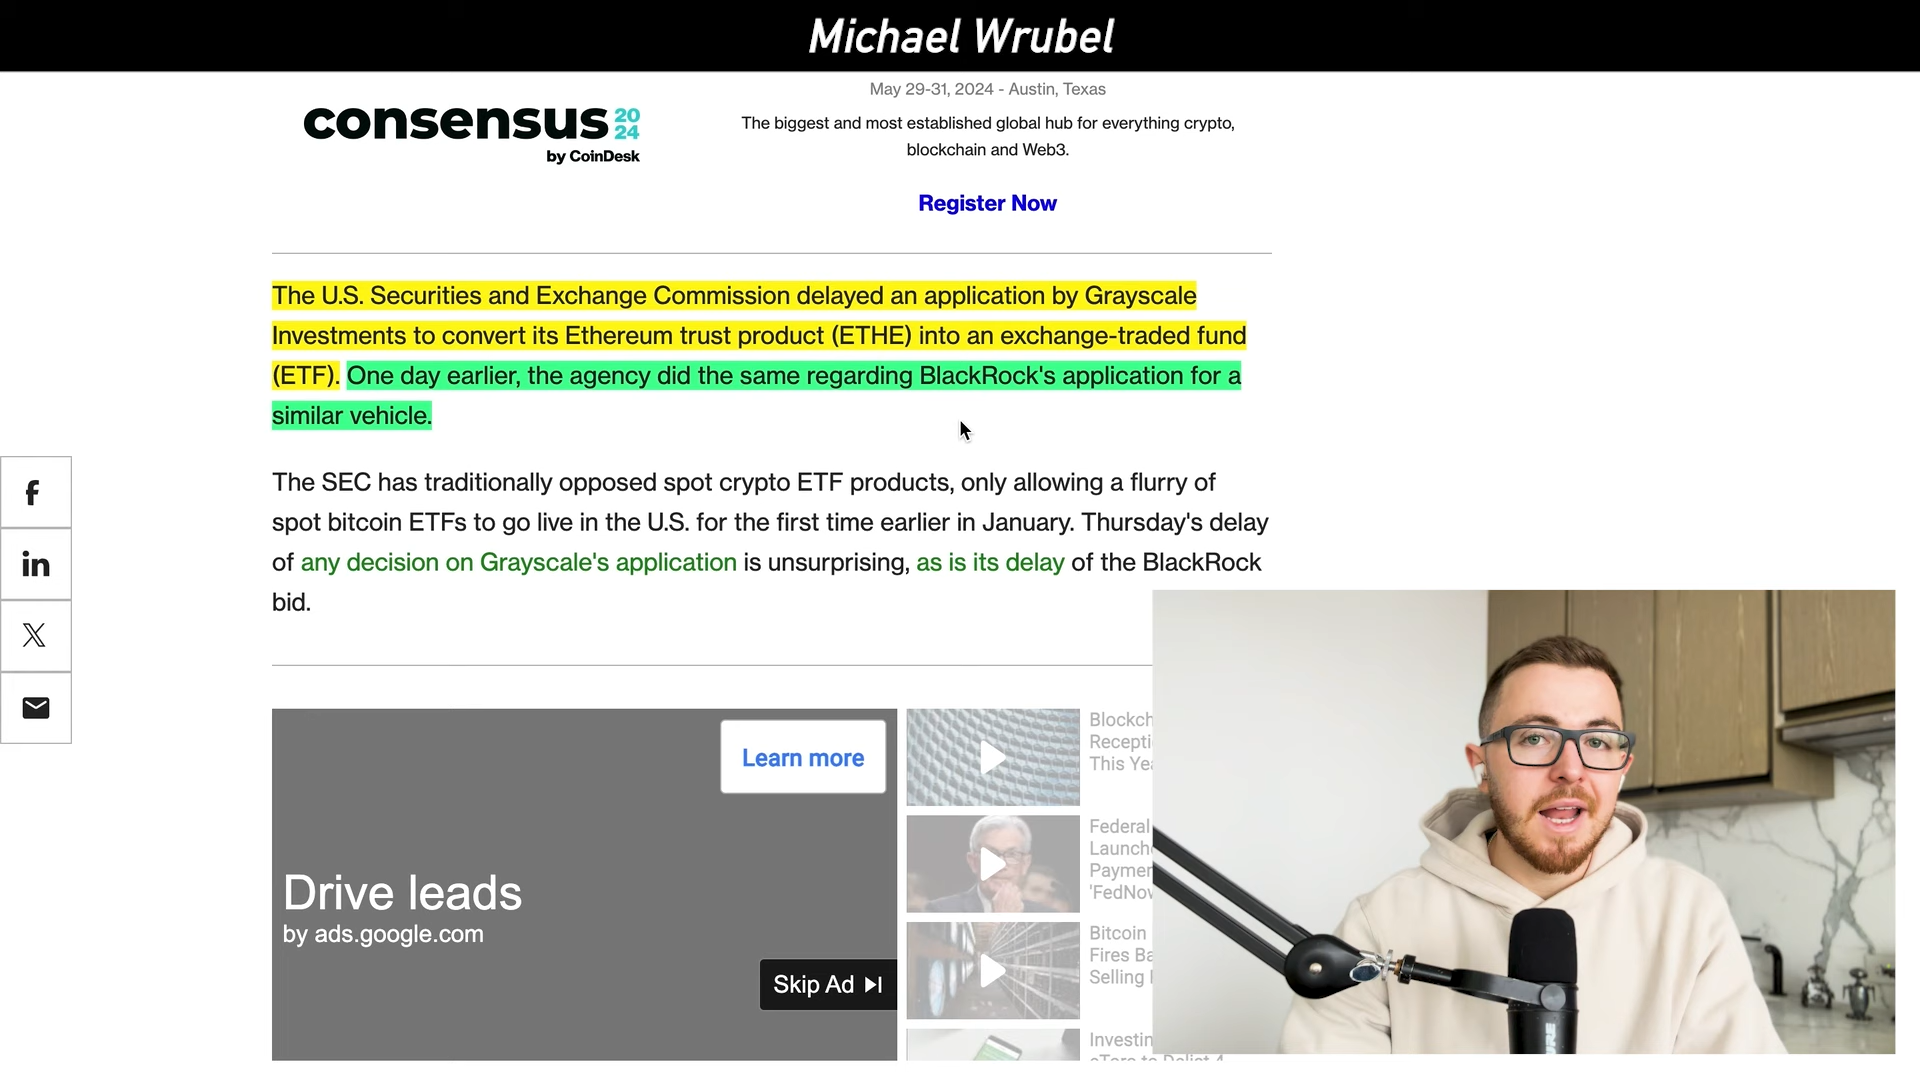 Michael Wrubel
May 29-31, 2024 - Austin, Texas
consensus 20
24
by CoinDesk
The biggest and most established global hub for everything crypto,
blockchain and Web3.
Register Now
The U.S. Securities and Exchange Commission delayed an application by Grayscale
Investments to convert its Ethereum trust product (ETHE) into an exchange-traded fund
(ETF). One day earlier, the agency did the same regarding BlackRock's application for a
similar vehicle.
The SEC has traditionally opposed spot crypto ETF products, only allowing a flurry of
spot bitcoin ETFs to go live in the U.S. for the first time earlier in January. Thursday's delay
of any decision on Grayscale's application is unsurprising, as is its delay of the BlackRock
bid.
Learn more
Drive leads
by ads.google.com
Skip Ad
Blockch
Recepti
This Yea
Federal
Launche
Paymen
'FedNow
Bitcoin
Fires Ba
Selling
Investin